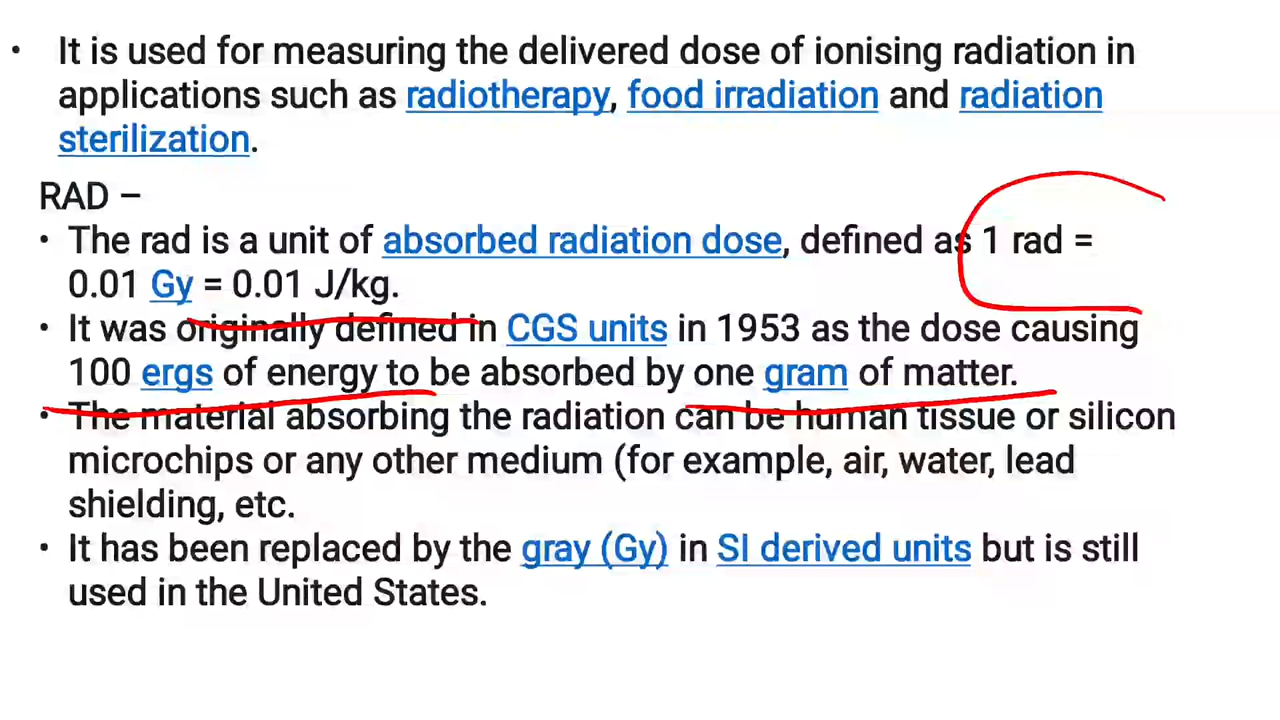 • It is used for measuring the delivered dose of ionising radiation in
applications such as radiotherapy, food irradiation and radiation
sterilization.
RAD –
• The rad is a unit of absorbed radiation dose, defined as 1 rad =
0.01 Gy = 0.01 J/kg.
• It was originally defined in CGS units in 1953 as the dose causing
100 ergs of energy to be absorbed by one gram of matter.
• The material absorbing the radiation can be human tissue or silicon
microchips or any other medium (for example, air, water, lead
shielding, etc.
• It has been replaced by the gray (Gy) in SI derived units but is still
used in the United States.